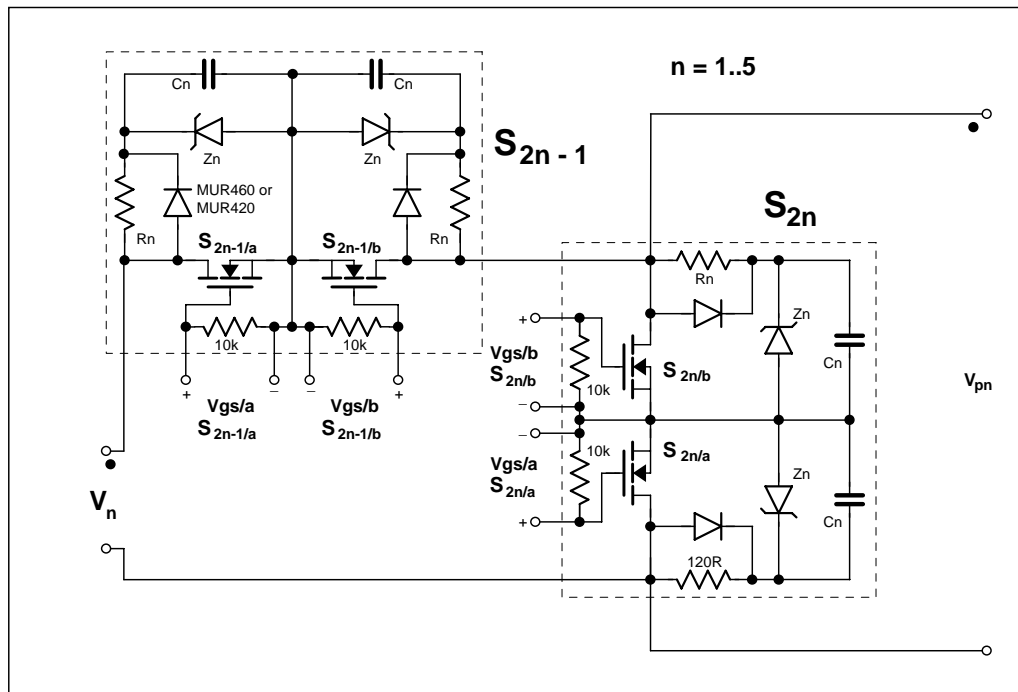 Cn
Cn
n = 1..5
Zn
Zn
S2n - 1
MUR460 or
MUR420
Rn
Rn
S2n-1/a
S2n-1/b
S2n
10k
10k
+
–
–
+
Vgs/a
S2n-1/a
Vgs/b
S2n-1/b
Rn
Zn
Cn
+
Vgs/b
S2n/b
–
10k
S2n/b
Vpn
–
Vgs/a
S2n/a
+
10k
S2n/a
Zn
Cn
120R
Vn